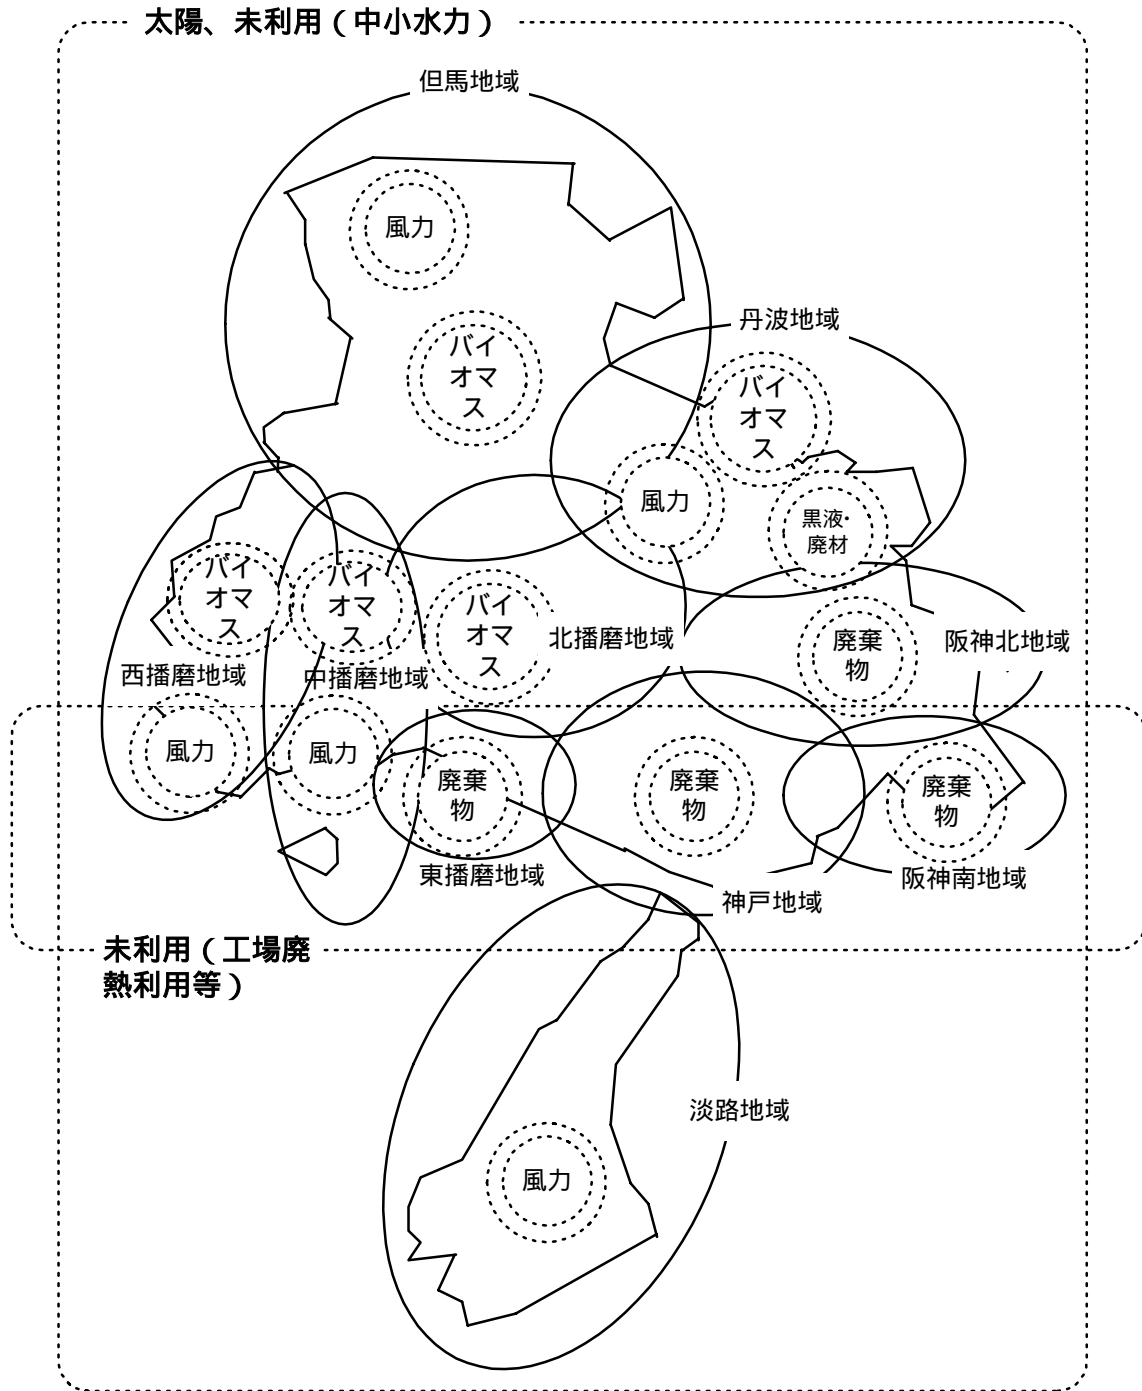 太陽、未利用（中小水力）
但馬地域
風力
バイ
オマ
ス
丹波地域
バイ
オマ
ス
風力
黒液・
廃材
バイ
オマ
ス
バイ
オマ
ス
バイ
オマ
ス
北播磨地域
廃棄
物
阪神北地域
西播磨地域
中播磨地域
風力
風力
廃棄
物
廃棄
物
廃棄
物
東播磨地域
神戸地域
阪神南地域
未利用（工場廃
熱利用等）
淡路地域
風力